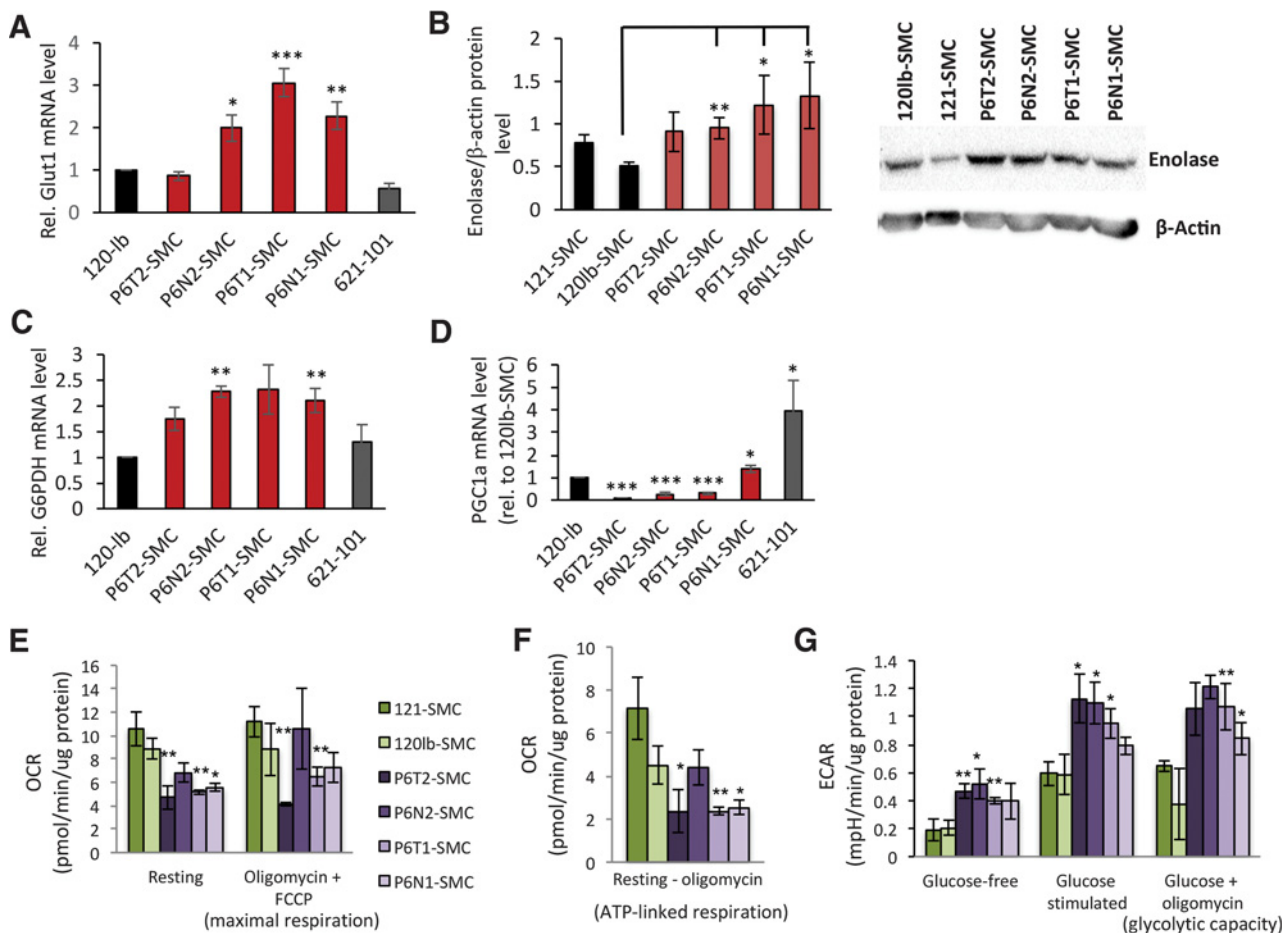 A
Rel. Glut1 mRNA level
4
3
2
1
0
*
***
**
120-lb
P6T2-SMC
P6N2-SMC
P6T1-SMC
P6N1-SMC
621-101
B
Enolase/β-actin protein
level
2
1.5
1
0.5
0
**
*
*
121-SMC
120lb-SMC
P6T2-SMC
P6N2-SMC
P6T1-SMC
P6N1-SMC
120lb-SMC
121-SMC
P6T2-SMC
P6N2-SMC
P6T1-SMC
P6N1-SMC
Enolase
β-Actin
C
Rel. G6PDH mRNA level
3
2.5
2
1.5
1
0.5
0
**
**
120-lb
P6T2-SMC
P6N2-SMC
P6T1-SMC
P6N1-SMC
621-101
D
PGC1a mRNA level
(rel. to 120lb-SMC)
6
5
4
3
2
1
0
***
***
***
*
*
120-lb
P6T2-SMC
P6N2-SMC
P6T1-SMC
P6N1-SMC
621-101
E
OCR
(pmol/min/ug protein)
16
14
12
10
8
6
4
2
0
**
**
*
**
**
Resting
Oligomycin +
FCCP
(maximal respiration)
121-SMC
120lb-SMC
P6T2-SMC
P6N2-SMC
P6T1-SMC
P6N1-SMC
F
OCR
(pmol/min/ug protein)
10
8
6
4
2
0
*
**
*
Resting - oligomycin
(ATP-linked respiration)
G
ECAR
(mpH/min/ug protein)
1.4
1.2
1
0.8
0.6
0.4
0.2
0
**
*
**
*
*
*
**
*
Glucose-free
Glucose
stimulated
Glucose +
oligomycin
(glycolytic capacity)